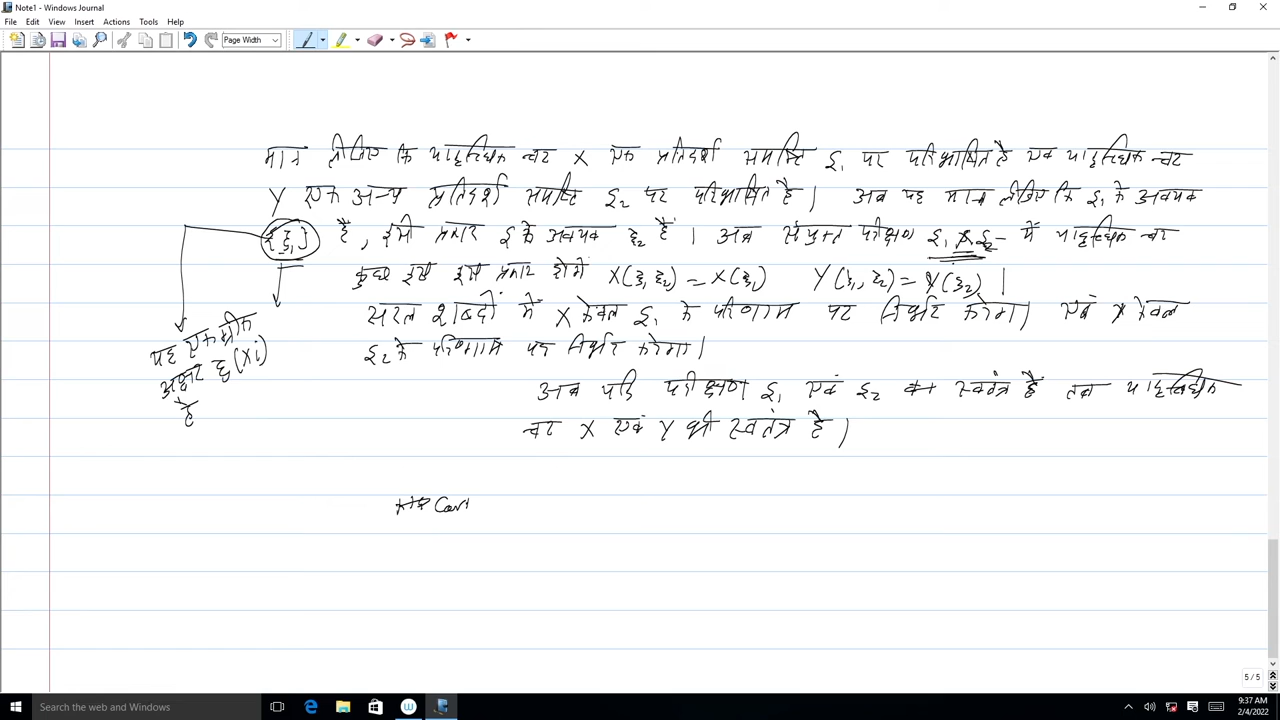 Note1 - Windows Journal
File Edit View Insert Actions Tools Help
Page Width
मान लीजिए कि यादृच्छिक चर X एक प्रतिदर्श समष्टि S₁ पर परिभाषित है एवं यादृच्छिक चर
Y एक अन्य प्रतिदर्श समष्टि S₂ पर परिभाषित है। अब यह मान लीजिए कि S₁ के अवयव
{ξ₁} है, इसी प्रकार S₂ के अवयव ξ₂ है। अब संयुक्त परीक्षण S₁ × S₂ में यादृच्छिक चर
कुछ इस प्रकार होंगे X(ξ₁, ξ₂) = X(ξ₁) Y(ξ₁, ξ₂) = Y(ξ₂) |
सरल शब्दों में X केवल S₁ के परिणाम पर निर्भर करेगा। एवं Y केवल
S₂ के परिणाम पर निर्भर करेगा।
यह एक ग्रीक
अक्षर ξ (xi)
है
अब यदि परीक्षण S₁ एवं S₂ स्वतंत्र है तब यादृच्छिक
चर X एवं Y भी स्वतंत्र है।
5 / 5
Search the web and Windows
9:37 AM
2/4/2022